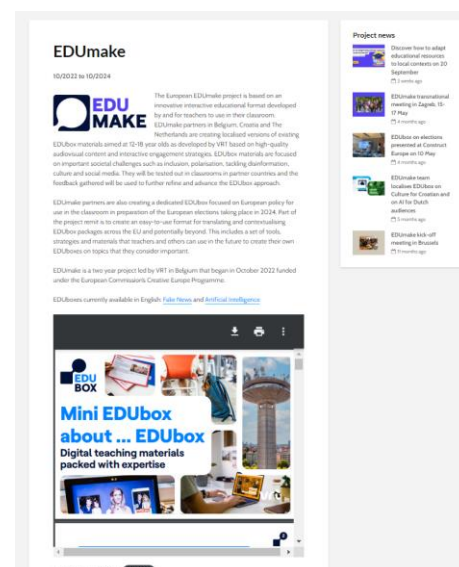 EDUmake
10/2022 to 10/2024
EDU
MAKE
The European EDUmake project is based on an
innovative interactive educational format developed
by and for teachers to use in their classroom.
EDUmake partners in Belgium, Croatia and The
Netherlands are creating localised versions of existing
EDUbox materials aimed at 12-18 year olds as developed by VRT based on high-quality
audiovisual content and interactive engagement strategies. EDUbox materials are focused
on important societal challenges such as inclusion, polarisation, tackling disinformation,
culture and social media. They will be tested out in classrooms in partner countries and the
feedback gathered will be used to further refine and advance the EDUbox approach.
EDUmake partners are also creating a dedicated EDUbox focused on European policy for
use in the classroom in preparation of the European elections taking place in 2024. Part of
the project remit is to create an easy-to-use format for translating and contextualising
EDUbox packages across the EU and potentially beyond. This includes a set of tools,
strategies and materials that teachers and others can use in the future to create their own
EDUboxes on topics that they consider important.
EDUmake is a two year project led by VRT in Belgium that began in October 2022 funded
under the European Commission's Creative Europe Programme.
EDUboxes currently available in English: Fake News and Artificial Intelligence
EDU
BOX
Mini EDUbox
about ... EDUbox
Digital teaching materials
packed with expertise
Project news
Discover how to adapt
educational resources
to local contexts on 20
September
3 weeks ago
EDUmake transnational
meeting in Zagreb, 15-
17 May
4 months ago
EDUbox on elections
presented at Construct
Europe on 10 May
4 months ago
EDUmake team
localises EDUbox on
Culture for Croatian and
on AI for Dutch
audiences
5 months ago
EDUmake kick-off
meeting in Brussels
11 months ago